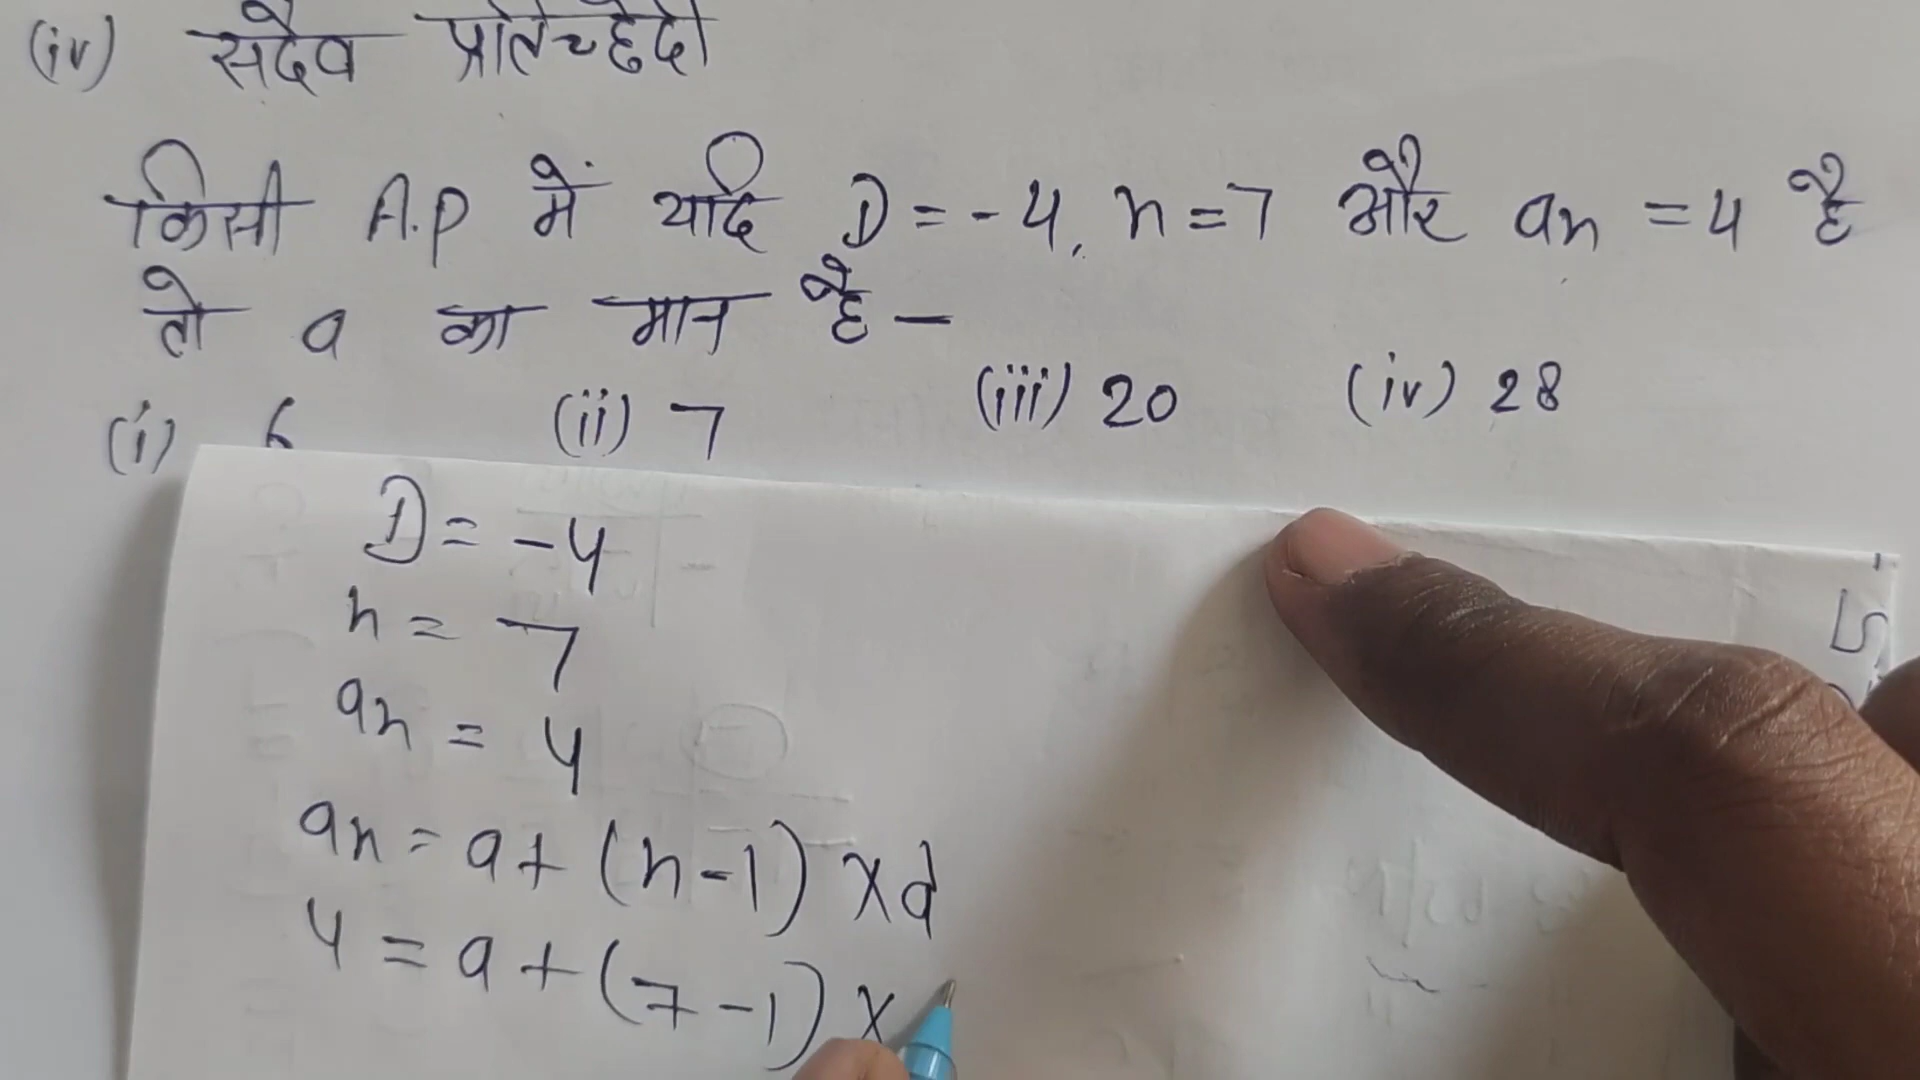 (iv) सदैव प्रतिच्छेदी
किसी A.P में यदि D = -4, n = 7 और an = 4 है
तो a का मान है -
(i) 6 (ii) 7 (iii) 20 (iv) 28
D = -4
n = 7
an = 4
an = a + (n-1) x d
4 = a + (7-1) x